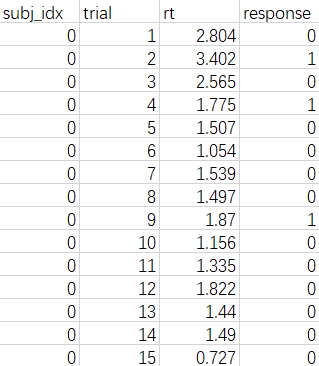 subj_idx trial rt response
0 1 2.804 0
0 2 3.402 1
0 3 2.565 0
0 4 1.775 1
0 5 1.507 0
0 6 1.054 0
0 7 1.539 0
0 8 1.497 0
0 9 1.87 1
0 10 1.156 0
0 11 1.335 0
0 12 1.822 0
0 13 1.44 0
0 14 1.49 0
0 15 0.727 0